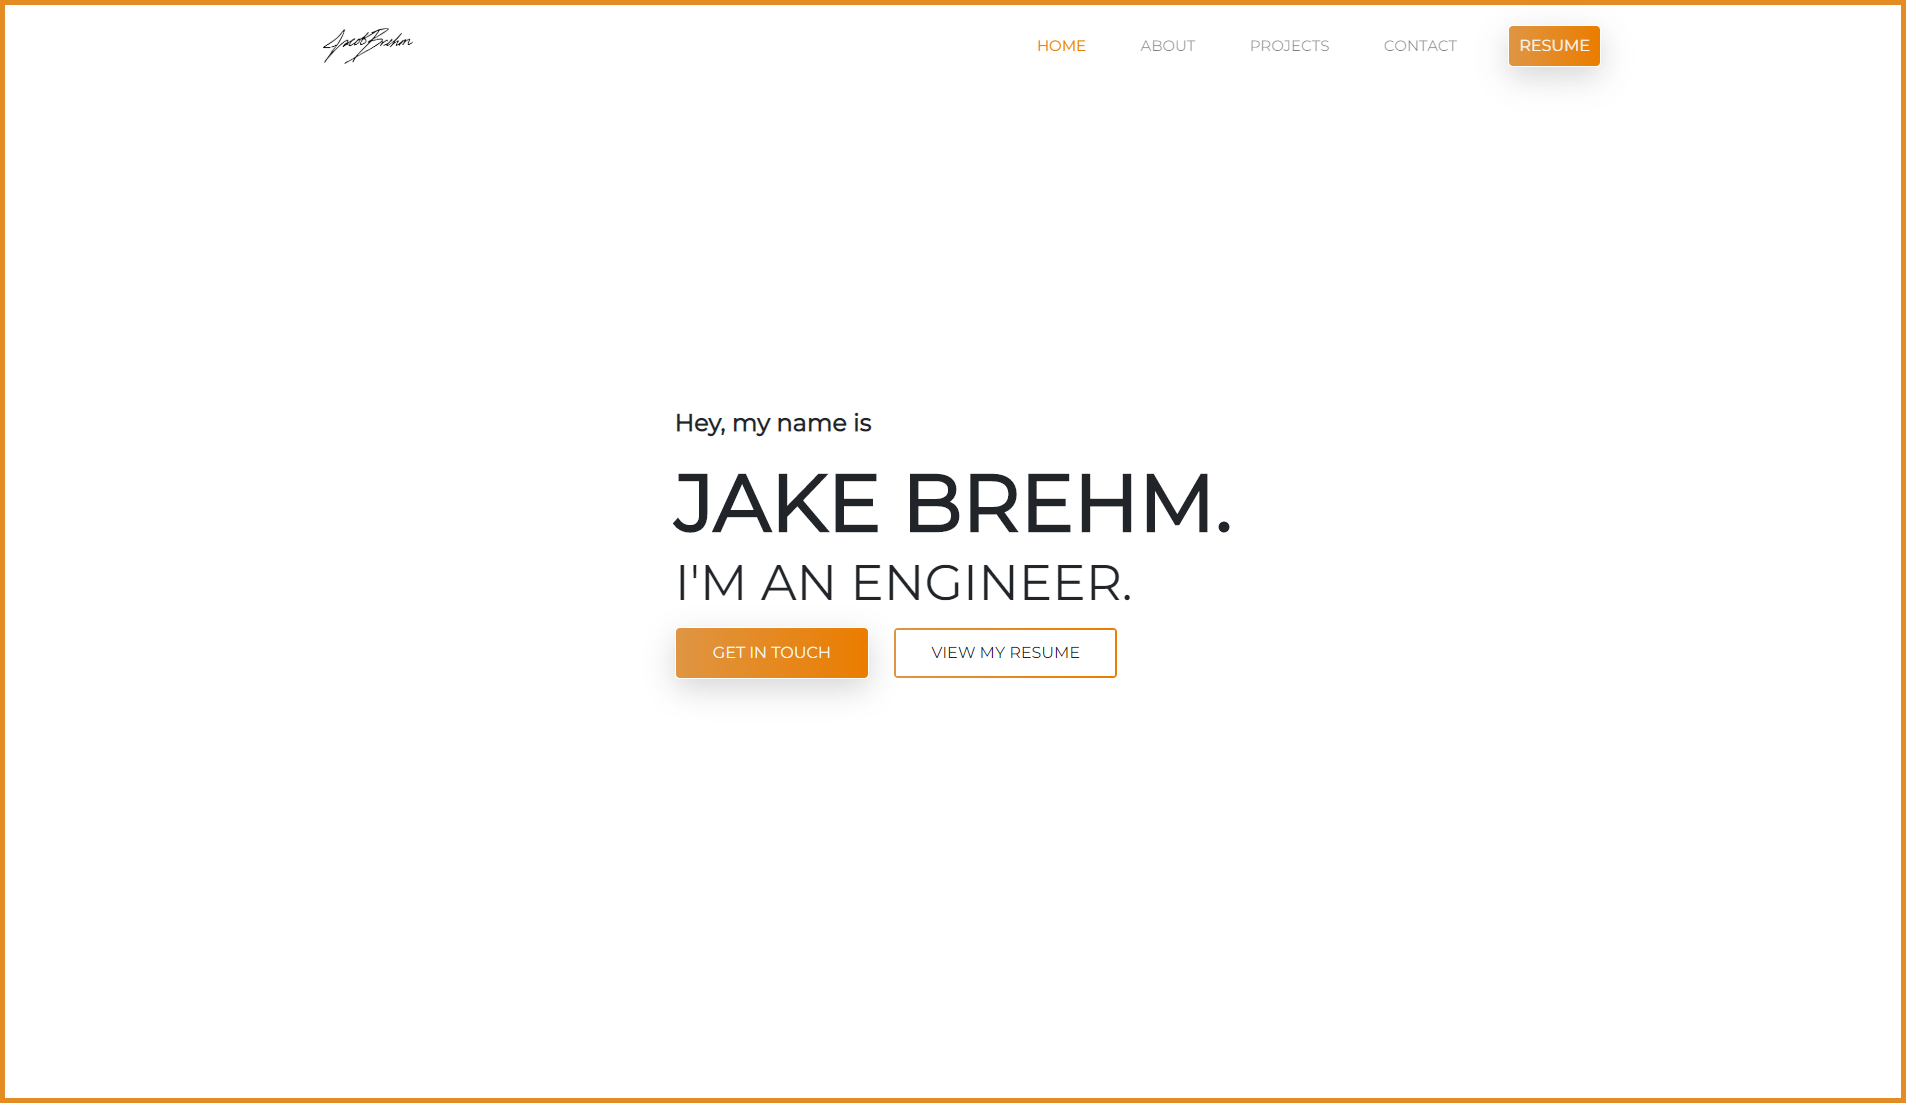 Jacob Brehm
HOME ABOUT PROJECTS CONTACT RESUME
Hey, my name is
JAKE BREHM.
I'M AN ENGINEER.
GET IN TOUCH VIEW MY RESUME